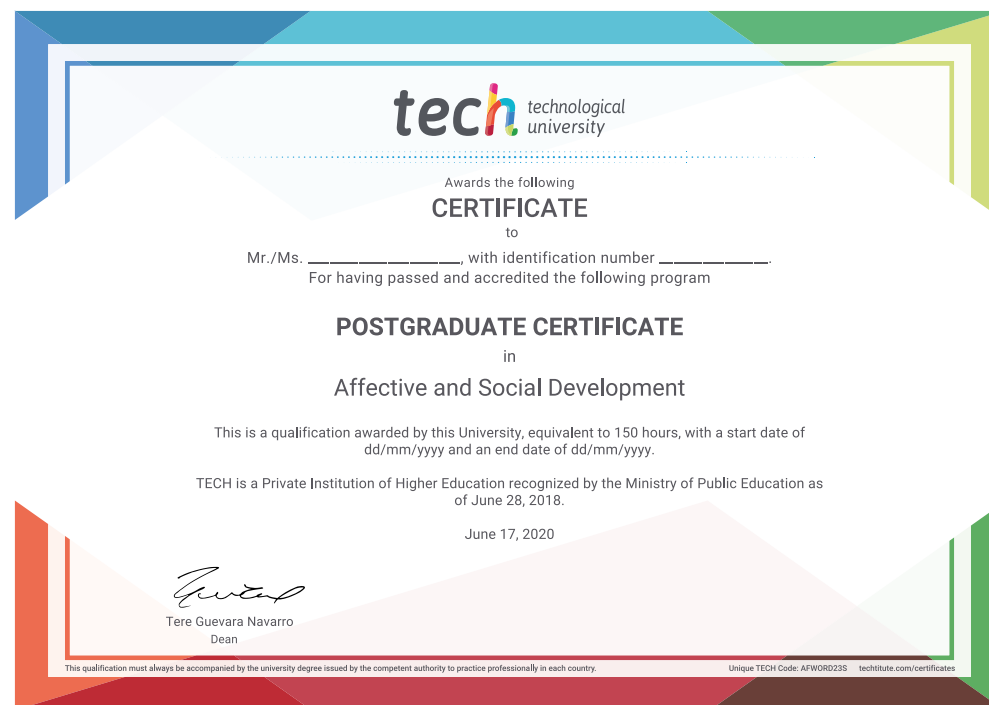 tech technological
university
Awards the following
CERTIFICATE
to
Mr./Ms. ____________________, with identification number ______________.
For having passed and accredited the following program
POSTGRADUATE CERTIFICATE
in
Affective and Social Development
This is a qualification awarded by this University, equivalent to 150 hours, with a start date of
dd/mm/yyyy and an end date of dd/mm/yyyy.
TECH is a Private Institution of Higher Education recognized by the Ministry of Public Education as
of June 28, 2018.
June 17, 2020
Tere Guevara Navarro
Dean
This qualification must always be accompanied by the university degree issued by the competent authority to practice professionally in each country.
Unique TECH Code: AFWORD23S techtitute.com/certificates